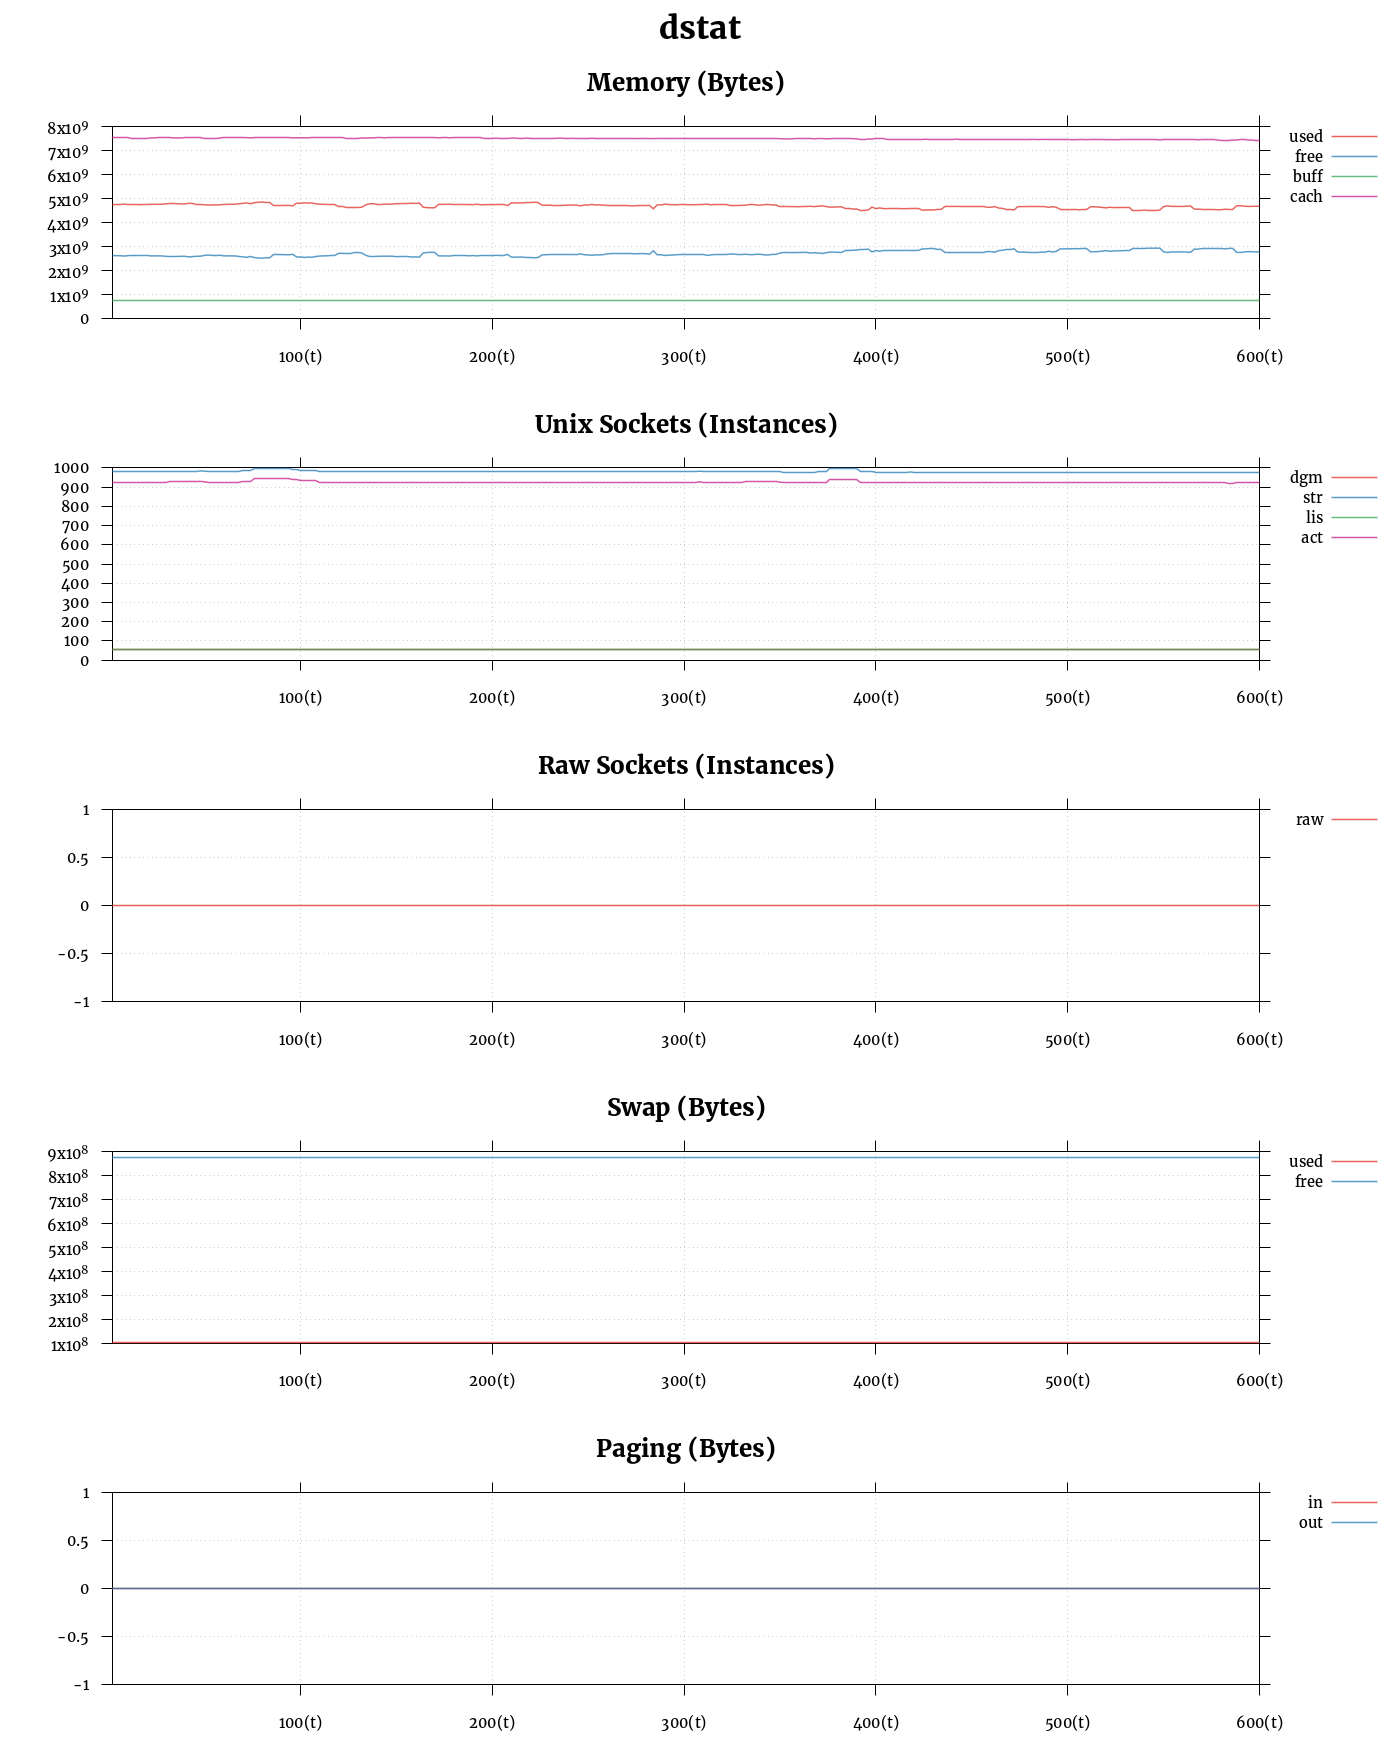 dstat
Memory (Bytes)
8x10⁹
7x10⁹
6x10⁹
5x10⁹
4x10⁹
3x10⁹
2x10⁹
1x10⁹
0
100(t) 200(t) 300(t) 400(t) 500(t) 600(t)
used
free
buff
cach
Unix Sockets (Instances)
1000
900
800
700
600
500
400
300
200
100
0
100(t) 200(t) 300(t) 400(t) 500(t) 600(t)
dgm
str
lis
act
Raw Sockets (Instances)
1
0.5
0
-0.5
-1
100(t) 200(t) 300(t) 400(t) 500(t) 600(t)
raw
Swap (Bytes)
9x10⁸
8x10⁸
7x10⁸
6x10⁸
5x10⁸
4x10⁸
3x10⁸
2x10⁸
1x10⁸
100(t) 200(t) 300(t) 400(t) 500(t) 600(t)
used
free
Paging (Bytes)
1
0.5
0
-0.5
-1
100(t) 200(t) 300(t) 400(t) 500(t) 600(t)
in
out